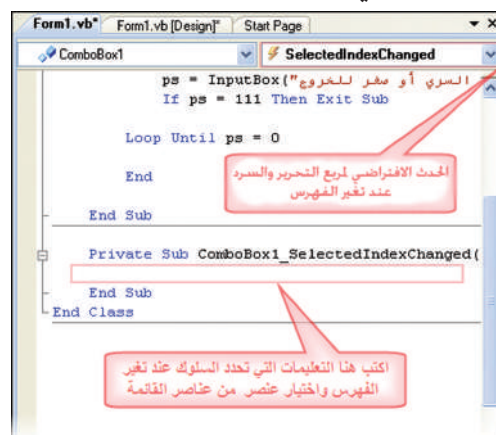 Form1.vb* Form1.vb [Design]* Start Page
ComboBox1 SelectedIndexChanged
ps = InputBox("السري أو صفر للخروج
If ps = 111 Then Exit Sub
Loop Until ps = 0
End
الحدث الافتراضي لمربع التحرير والسرد
عند تغير الفهرس
End Sub
Private Sub ComboBox1_SelectedIndexChanged(
End Sub
End Class
اكتب هنا التعليمات التي تحدد السلوك عند تغير
الفهرس واختيار عنصر من عناصر القائمة